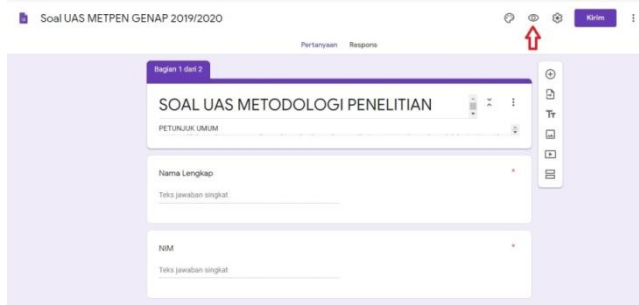 Soal UAS METPEN GENAP 2019/2020
Kirim
Pertanyaan Respons
Bagian 1 dari 2
SOAL UAS METODOLOGI PENELITIAN
PETUNJUK UMUM
Tт
Nama Lengkap *
Teks jawaban singkat
NIM *
Teks jawaban singkat